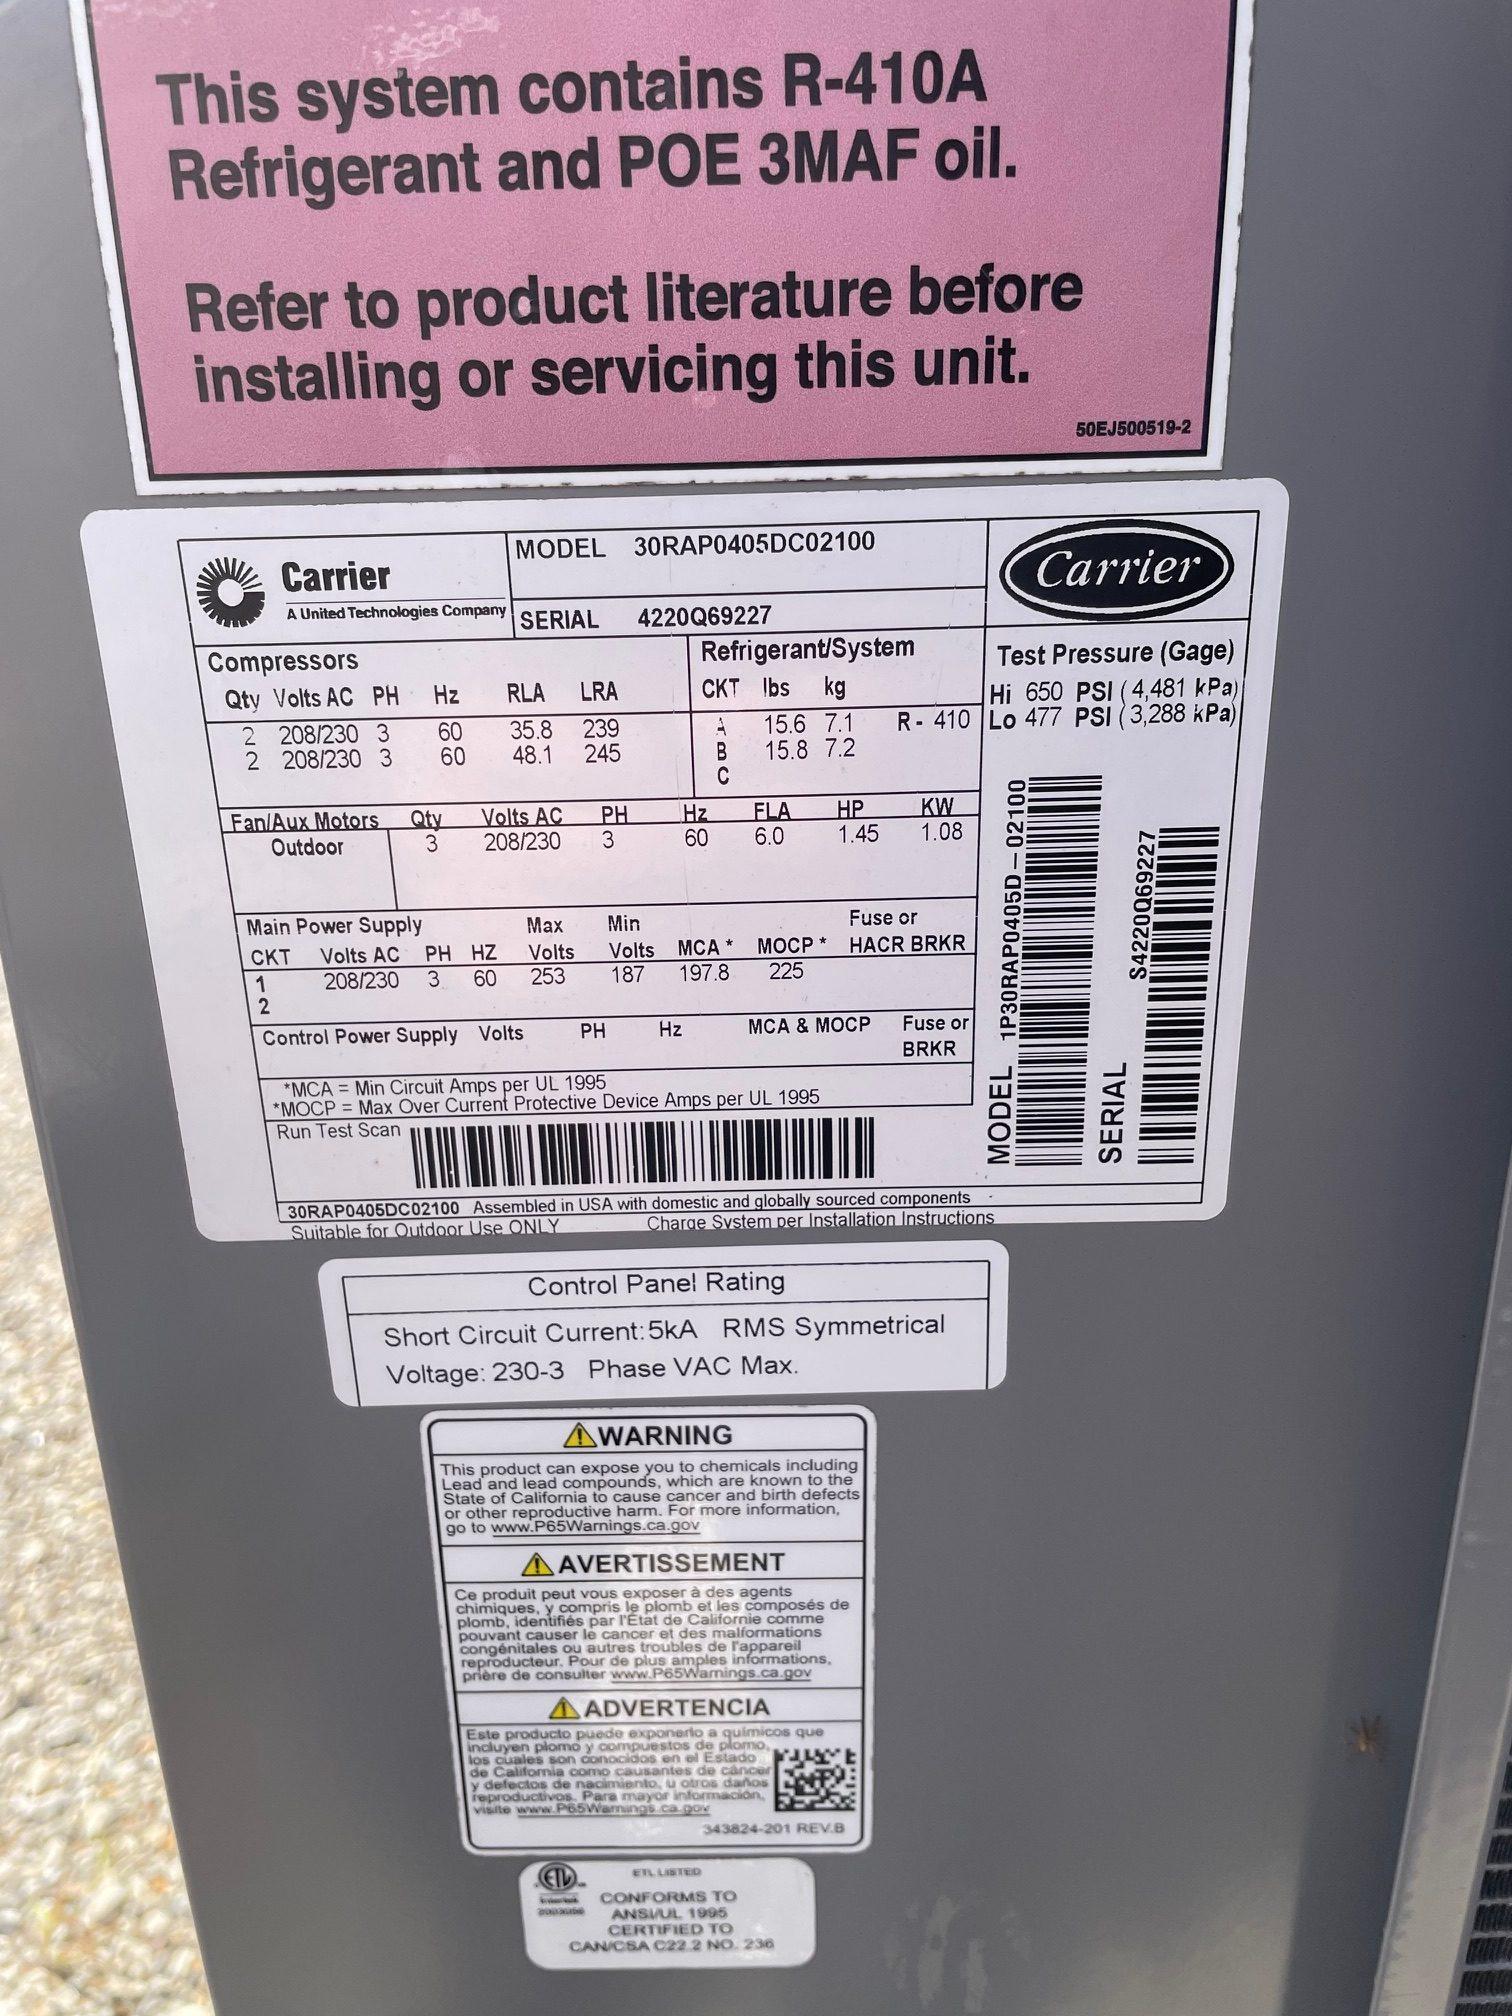 This system contains R-410A
Refrigerant and POE 3MAF oil.
Refer to product literature before
installing or servicing this unit.
50EJ500519-2
Carrier
A United Technologies Company
MODEL 30RAP0405DC02100
SERIAL 4220Q69227
Carrier
Compressors
Qty Volts AC PH Hz RLA LRA
2 208/230 3 60 35.8 239
2 208/230 3 60 48.1 245
Refrigerant/System
CKT lbs kg
A 15.6 7.1 R- 410
B 15.8 7.2
C
Test Pressure (Gage)
Hi 650 PSI (4,481 kPa)
Lo 477 PSI (3,288 kPa)
Fan/Aux Motors Qty Volts AC PH Hz FLA HP KW
Outdoor 3 208/230 3 60 6.0 1.45 1.08
Main Power Supply Max Min Fuse or
CKT Volts AC PH HZ Volts Volts MCA * MOCP * HACR BRKR
1 208/230 3 60 253 187 197.8 225
2
Control Power Supply Volts PH Hz MCA & MOCP Fuse or
BRKR
*MCA = Min Circuit Amps per UL 1995
*MOCP = Max Over Current Protective Device Amps per UL 1995
Run Test Scan
30RAP0405DC02100 Assembled in USA with domestic and globally sourced components
Suitable for Outdoor Use ONLY Charge System per Installation Instructions
MODEL 1P30RAP0405D-02100
SERIAL S4220Q69227
Control Panel Rating
Short Circuit Current: 5kA RMS Symmetrical
Voltage: 230-3 Phase VAC Max.
WARNING
This product can expose you to chemicals including
Lead and lead compounds, which are known to the
State of California to cause cancer and birth defects
or other reproductive harm. For more information,
go to www.P65Warnings.ca.gov
AVERTISSEMENT
Ce produit peut vous exposer à des agents
chimiques, y compris le plomb et les composés de
plomb, identifiés par l'État de Californie comme
pouvant causer le cancer et des malformations
congénitales ou autres troubles de l'appareil
reproducteur. Pour de plus amples informations,
prière de consulter www.P65Warnings.ca.gov
ADVERTENCIA
Este producto puede exponerlo a químicos que
incluyen plomo y compuestos de plomo,
los cuales son conocidos en el Estado
de California como causantes de cáncer
y defectos de nacimiento, u otros daños
reproductivos. Para mayor información,
visite www.P65Warnings.ca.gov
343824-201 REV.B
ETL
ETL LISTED
Intertek
CONFORMS TO
ANSI/UL 1995
CERTIFIED TO
CAN/CSA C22.2 NO. 236